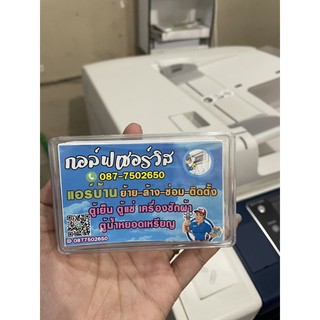 กอล์ฟเซอร์วิส
087-7502650
แอร์บ้าน ย้าย-ล้าง-ซ่อม-ติดตั้ง
ตู้เย็น ตู้แช่ เครื่องซักผ้า
ตู้น้ำหยอดเหรียญ
0877502650